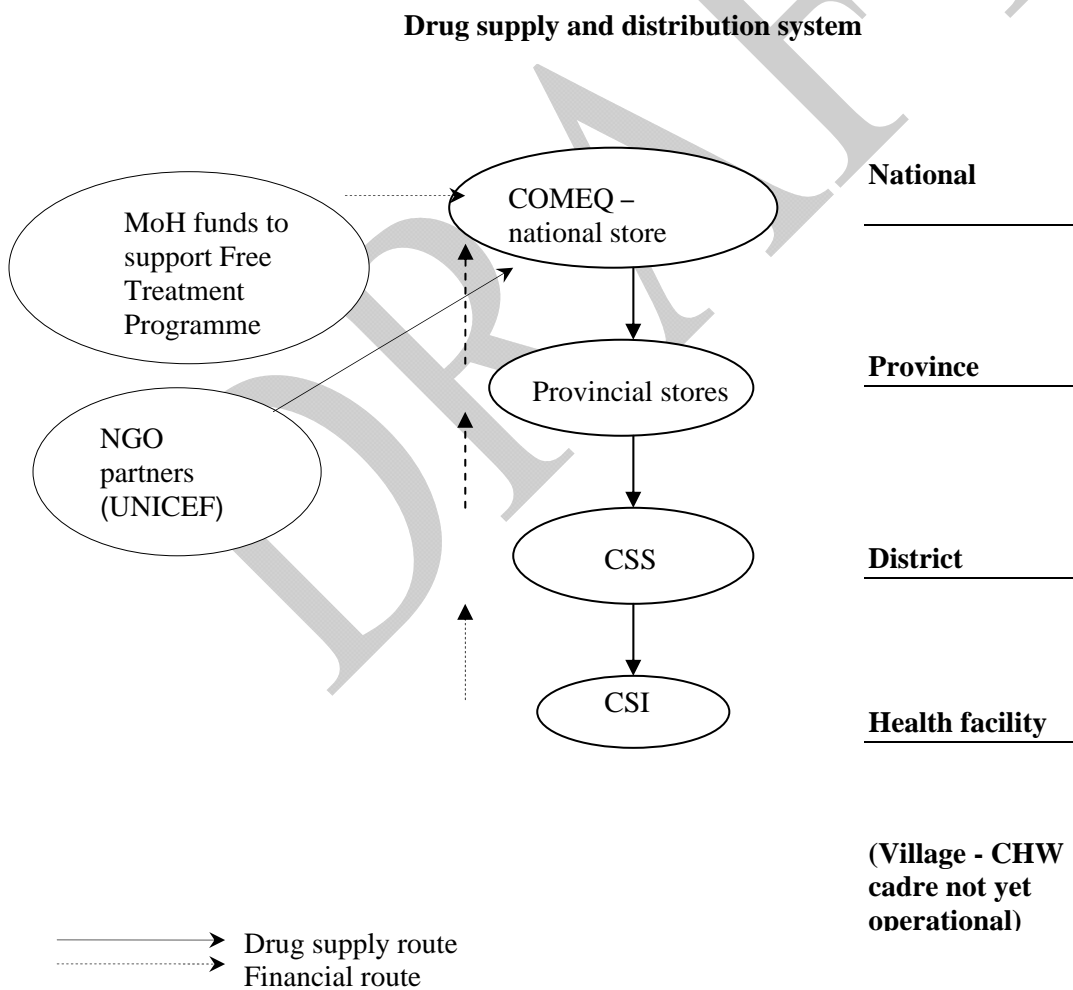 Drug supply and distribution system
National
COMEQ –
national store
MoH funds to
support Free
Treatment
Programme
Province
Provincial stores
NGO
partners
(UNICEF)
District
CSS
CSI
Health facility
(Village - CHW
cadre not yet
operational)
Drug supply route
Financial route
DRAF